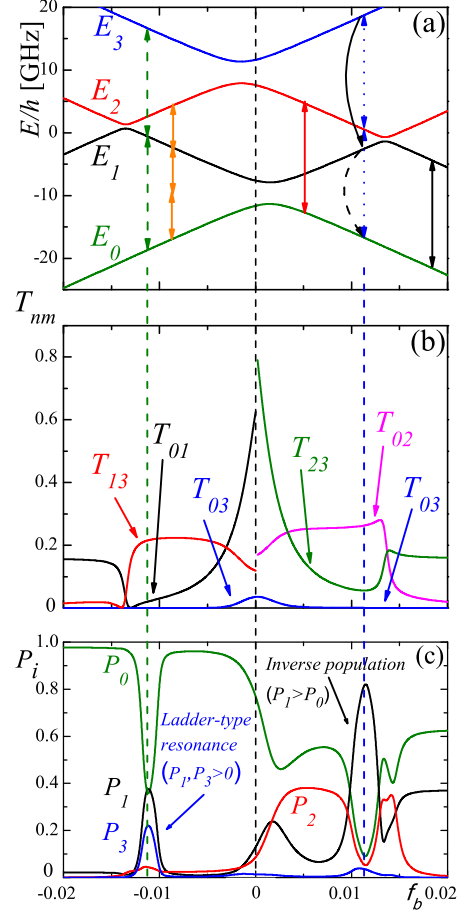 (a)
E/h [GHz]
20
10
0
-10
-20
E3
E2
E1
E0
(b)
Tnm
0.8
0.6
0.4
0.2
0
T13
T01
T03
T23
T02
T03
(c)
Pi
1.0
0.8
0.6
0.4
0.2
0.0
P0
P1
P3
Ladder-type
resonance
(P1,P3>0)
Inverse population
(P1>P0)
P2
-0.02
-0.01
0
0.01
fb
0.02